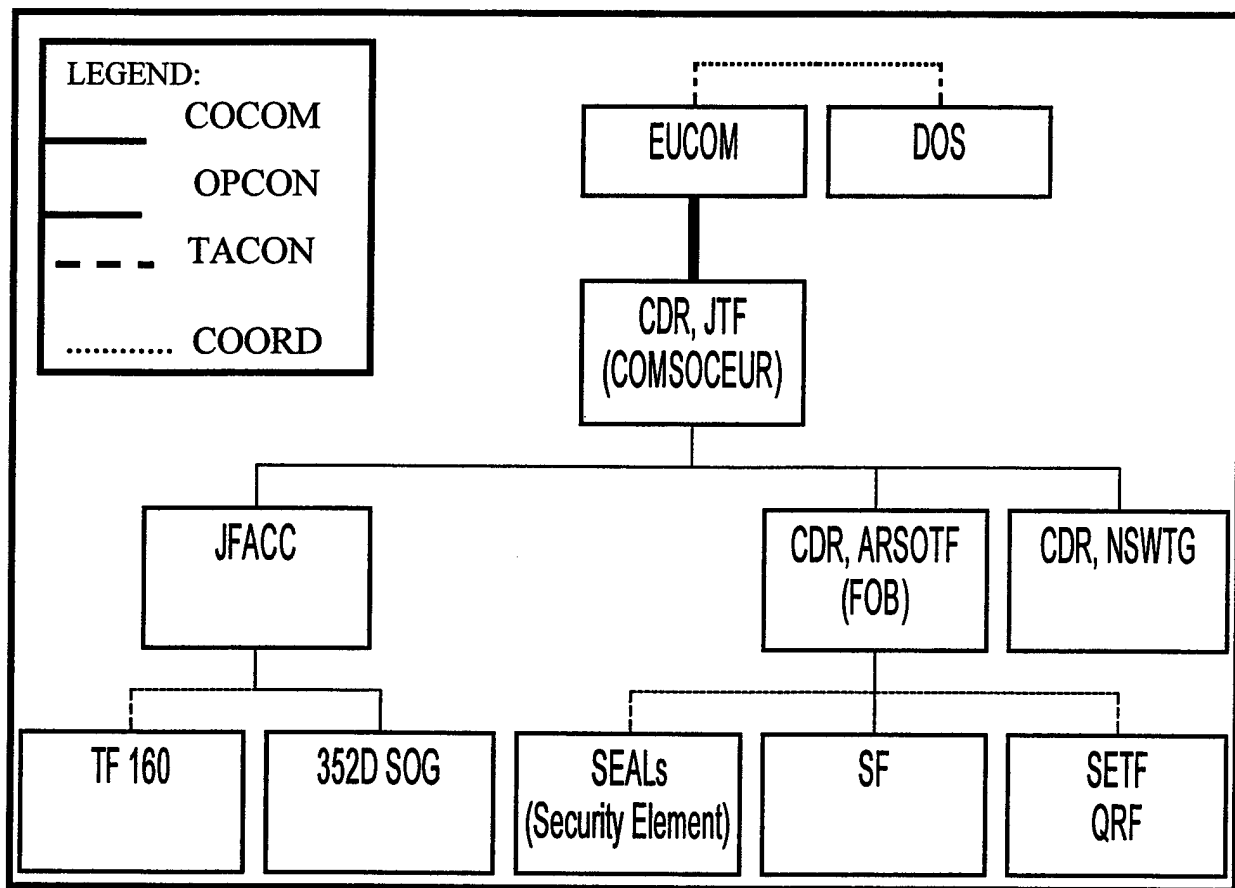 LEGEND:
COCOM
OPCON
TACON
COORD
EUCOM
DOS
CDR, JTF
(COMSOCEUR)
JFACC
CDR, ARSOTF
(FOB)
CDR, NSWTG
TF 160
352D SOG
SEALs
(Security Element)
SF
SETF
QRF